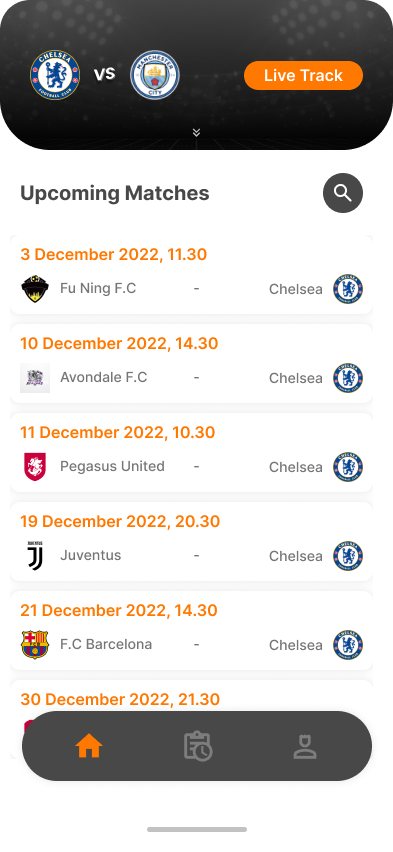 CHELSEA
FOOTBALL CLUB
VS
MANCHESTER
CITY
Live Track
Upcoming Matches
3 December 2022, 11.30
Fu Ning F.C - Chelsea
10 December 2022, 14.30
Avondale F.C - Chelsea
11 December 2022, 10.30
Pegasus United - Chelsea
19 December 2022, 20.30
Juventus - Chelsea
21 December 2022, 14.30
F.C Barcelona - Chelsea
30 December 2022, 21.30